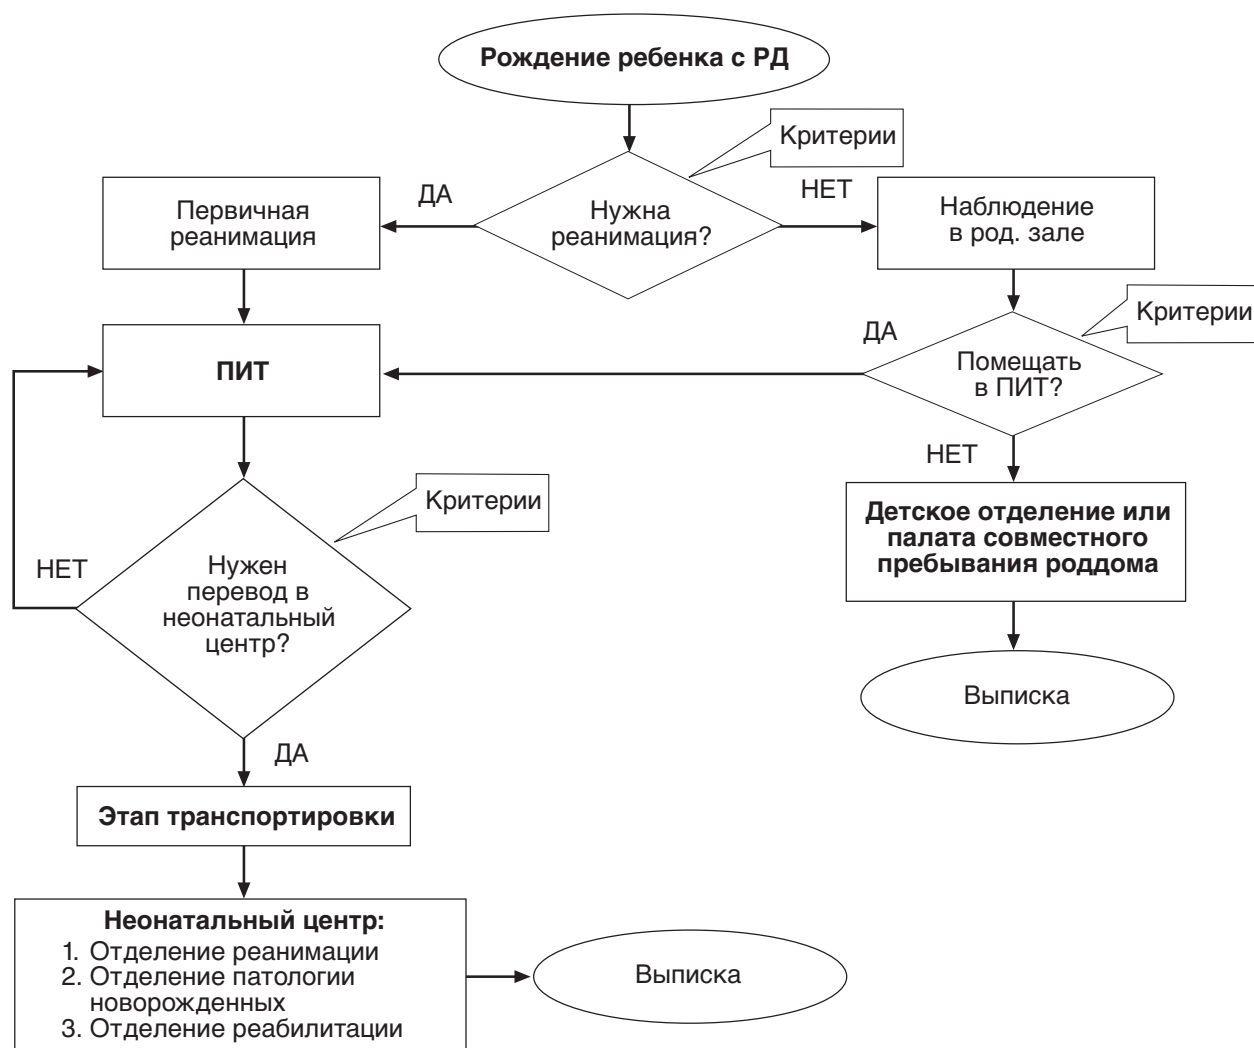 Рождение ребенка с РД
Критерии
ДА
НЕТ
Первичная
реанимация
Нужна
реанимация?
Наблюдение
в род. зале
Критерии
ДА
ПИТ
Помещать
в ПИТ?
НЕТ
Критерии
Детское отделение или
палата совместного
пребывания роддома
НЕТ
Нужен
перевод в
неонатальный
центр?
Выписка
ДА
Этап транспортировки
Неонатальный центр:
1. Отделение реанимации
2. Отделение патологии
новорожденных
3. Отделение реабилитации
Выписка